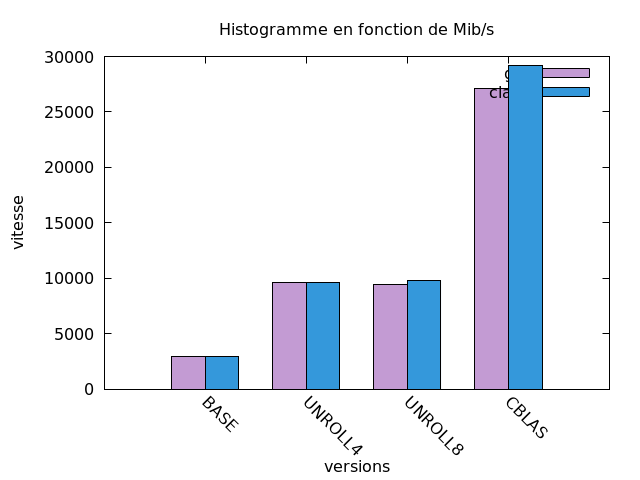 Histogramme en fonction de Mib/s
30000
25000
20000
15000
10000
5000
0
vitesse
BASE
UNROLL4
UNROLL8
CBLAS
versions